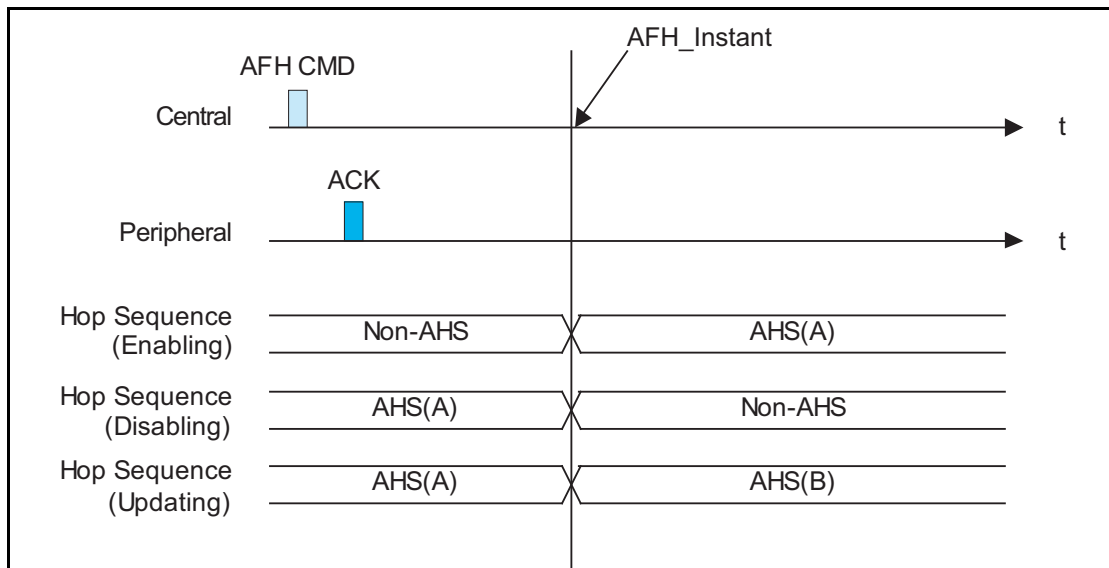 AFH_Instant
AFH CMD
Central
t
ACK
Peripheral
t
Hop Sequence
(Enabling)
Non-AHS
AHS(A)
Hop Sequence
(Disabling)
AHS(A)
Non-AHS
Hop Sequence
(Updating)
AHS(A)
AHS(B)